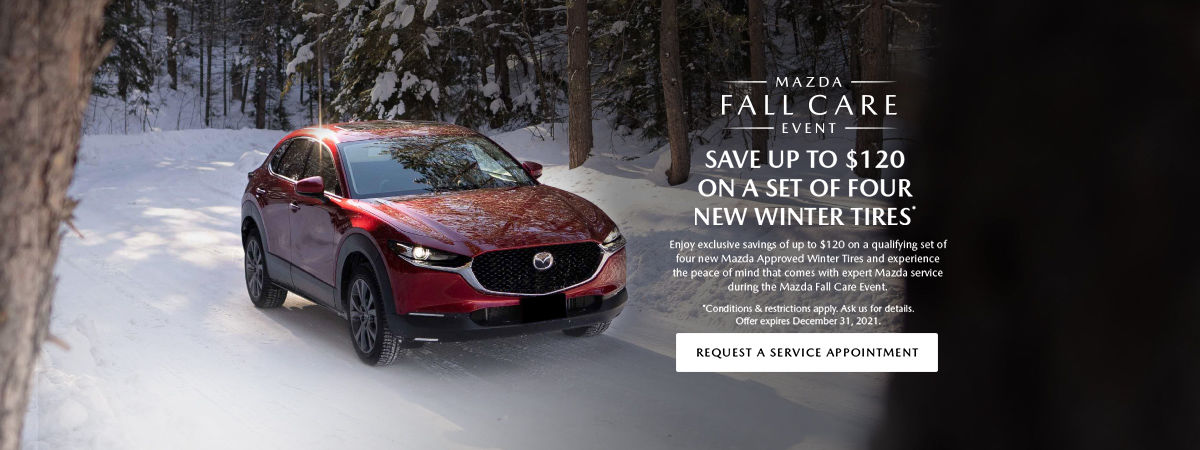 MAZDA
FALL CARE
EVENT
SAVE UP TO $120
ON A SET OF FOUR
NEW WINTER TIRES*
Enjoy exclusive savings of up to $120 on a qualifying set of
four new Mazda Approved Winter Tires and experience
the peace of mind that comes with expert Mazda service
during the Mazda Fall Care Event.
*Conditions & restrictions apply. Ask us for details.
Offer expires December 31, 2021.
REQUEST A SERVICE APPOINTMENT